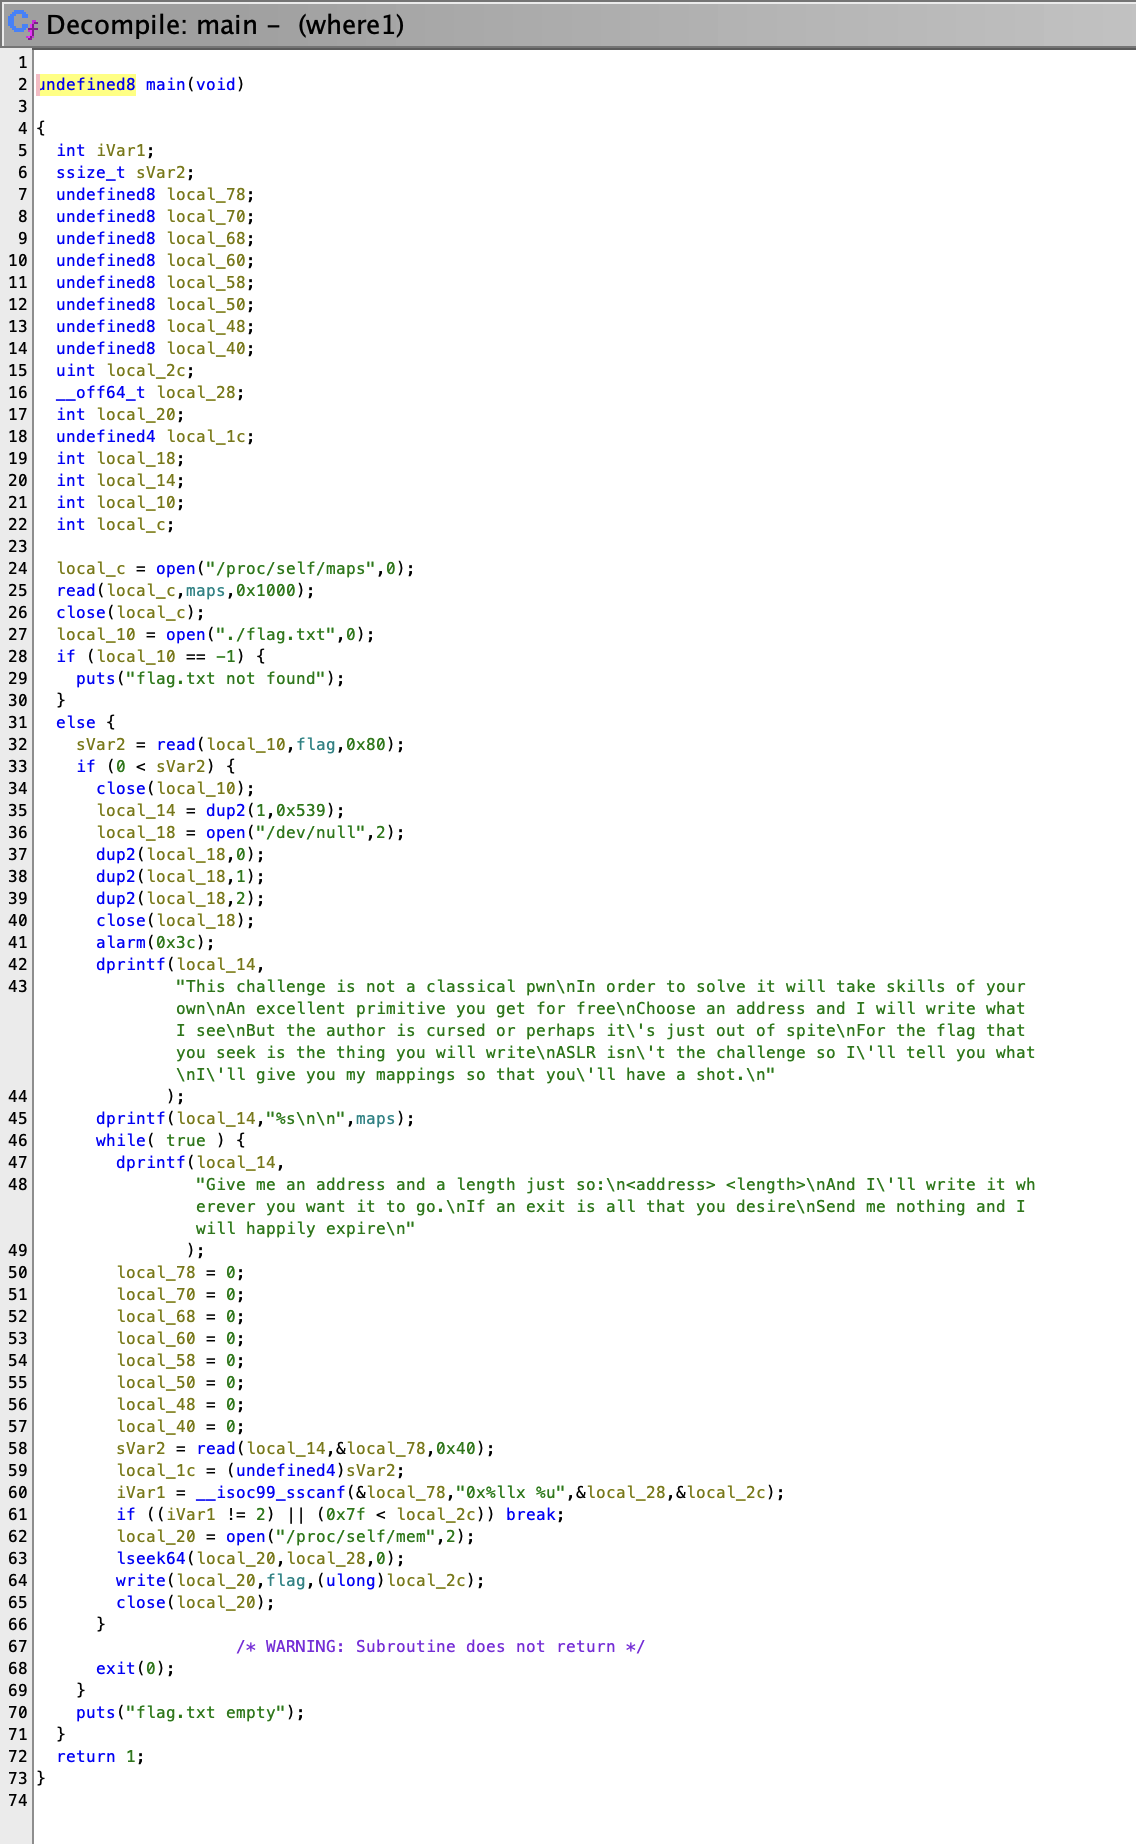 Decompile: main - (where1)
1
2 undefined8 main(void)
3
4 {
5 int iVar1;
6 ssize_t sVar2;
7 undefined8 local_78;
8 undefined8 local_70;
9 undefined8 local_68;
10 undefined8 local_60;
11 undefined8 local_58;
12 undefined8 local_50;
13 undefined8 local_48;
14 undefined8 local_40;
15 uint local_2c;
16 __off64_t local_28;
17 int local_20;
18 undefined4 local_1c;
19 int local_18;
20 int local_14;
21 int local_10;
22 int local_c;
23
24 local_c = open("/proc/self/maps",0);
25 read(local_c,maps,0x1000);
26 close(local_c);
27 local_10 = open("./flag.txt",0);
28 if (local_10 == -1) {
29 puts("flag.txt not found");
30 }
31 else {
32 sVar2 = read(local_10,flag,0x80);
33 if (0 < sVar2) {
34 close(local_10);
35 local_14 = dup2(1,0x539);
36 local_18 = open("/dev/null",2);
37 dup2(local_18,0);
38 dup2(local_18,1);
39 dup2(local_18,2);
40 close(local_18);
41 alarm(0x3c);
42 dprintf(local_14,
43 "This challenge is not a classical pwn\nIn order to solve it will take skills of your
own\nAn excellent primitive you get for free\nChoose an address and I will write what
I see\nBut the author is cursed or perhaps it\'s just out of spite\nFor the flag that
you seek is the thing you will write\nASLR isn\'t the challenge so I\'ll tell you what
\nI\'ll give you my mappings so that you\'ll have a shot.\n"
44 );
45 dprintf(local_14,"%s\n\n",maps);
46 while( true ) {
47 dprintf(local_14,
48 "Give me an address and a length just so:\n<address> <length>\nAnd I\'ll write it wh
erever you want it to go.\nIf an exit is all that you desire\nSend me nothing and I
will happily expire\n"
49 );
50 local_78 = 0;
51 local_70 = 0;
52 local_68 = 0;
53 local_60 = 0;
54 local_58 = 0;
55 local_50 = 0;
56 local_48 = 0;
57 local_40 = 0;
58 sVar2 = read(local_14,&local_78,0x40);
59 local_1c = (undefined4)sVar2;
60 iVar1 = __isoc99_sscanf(&local_78,"0x%llx %u",&local_28,&local_2c);
61 if ((iVar1 != 2) || (0x7f < local_2c)) break;
62 local_20 = open("/proc/self/mem",2);
63 lseek64(local_20,local_28,0);
64 write(local_20,flag,(ulong)local_2c);
65 close(local_20);
66 }
67 /* WARNING: Subroutine does not return */
68 exit(0);
69 }
70 puts("flag.txt empty");
71 }
72 return 1;
73 }
74